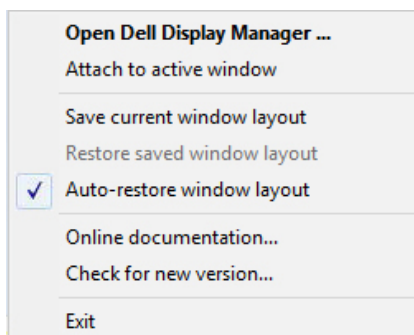 Open Dell Display Manager ...
Attach to active window
Save current window layout
Restore saved window layout
Auto-restore window layout
Online documentation...
Check for new version...
Exit